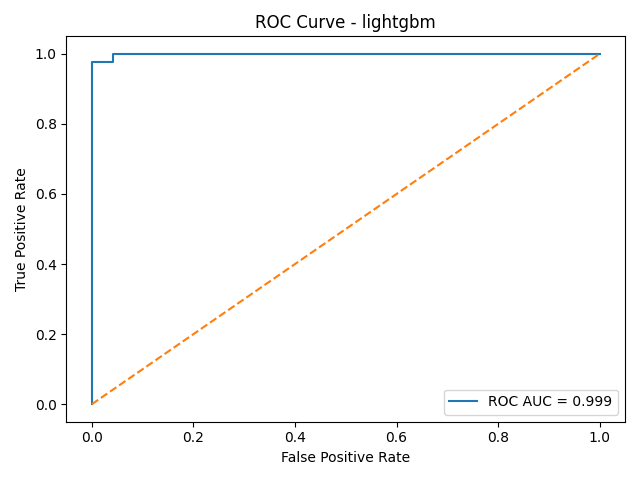 ROC Curve - lightgbm
True Positive Rate
1.0
0.8
0.6
0.4
0.2
0.0
ROC AUC = 0.999
0.0 0.2 0.4 0.6 0.8 1.0
False Positive Rate